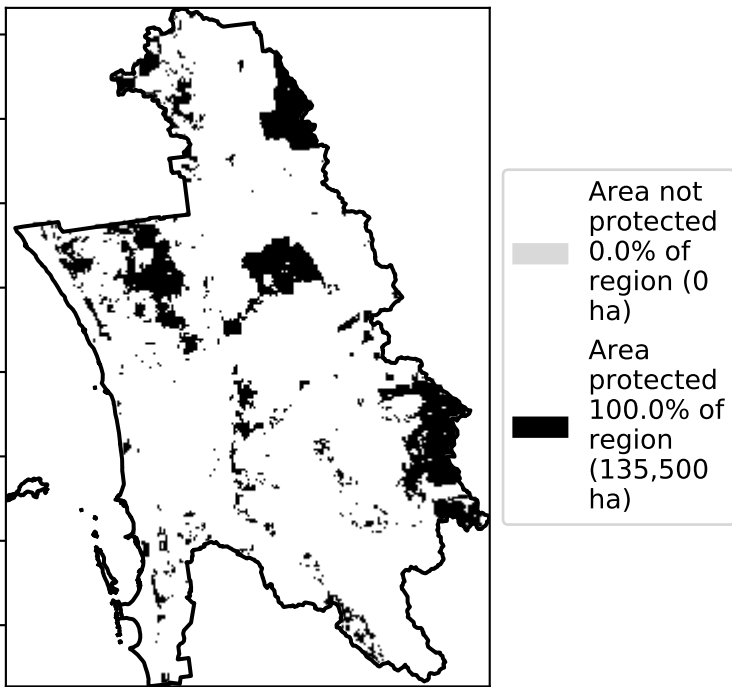 Area not
protected
0.0% of
region (0
ha)
Area
protected
100.0% of
region
(135,500
ha)